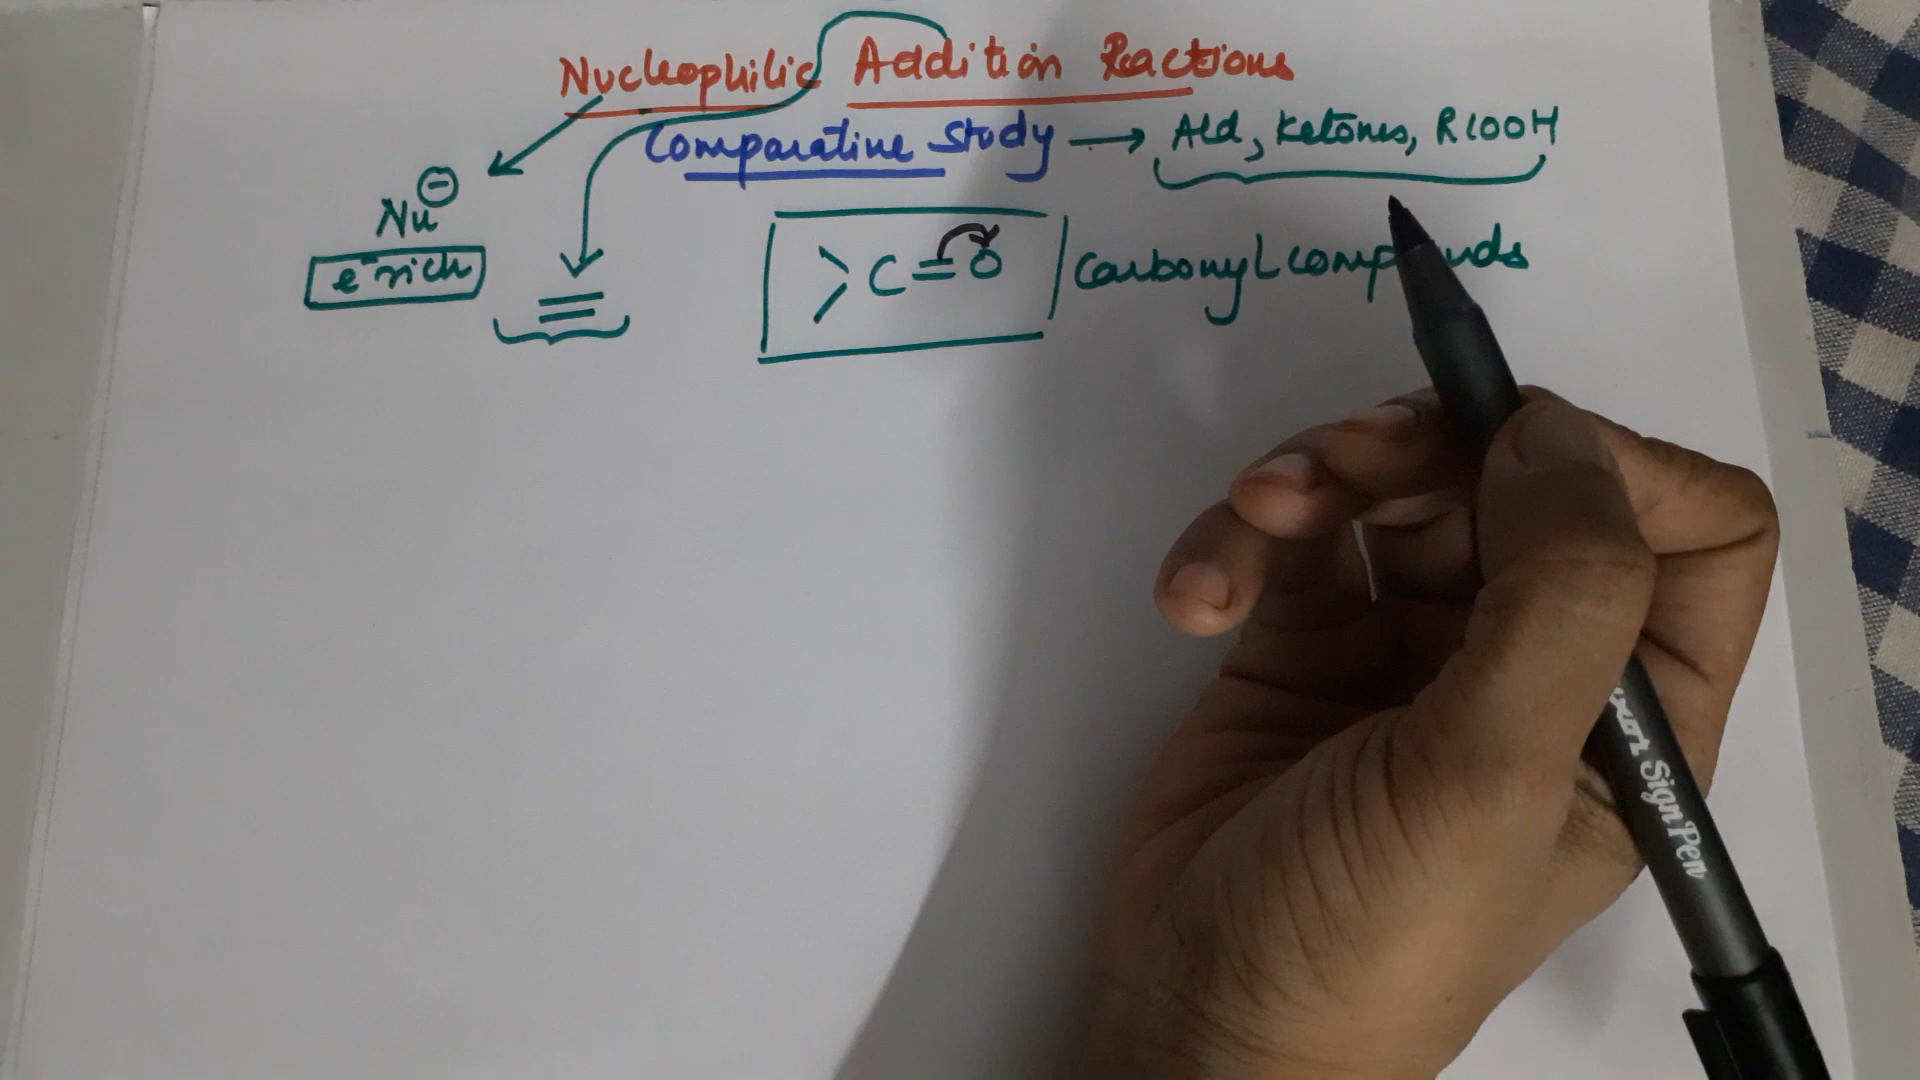 Nucleophilic Addition Reactions
Comparative Study → Ald, Ketones, RCOOH
Nu⊖
e⁻ rich
>C=O
Carbonyl compounds
Sign Pen